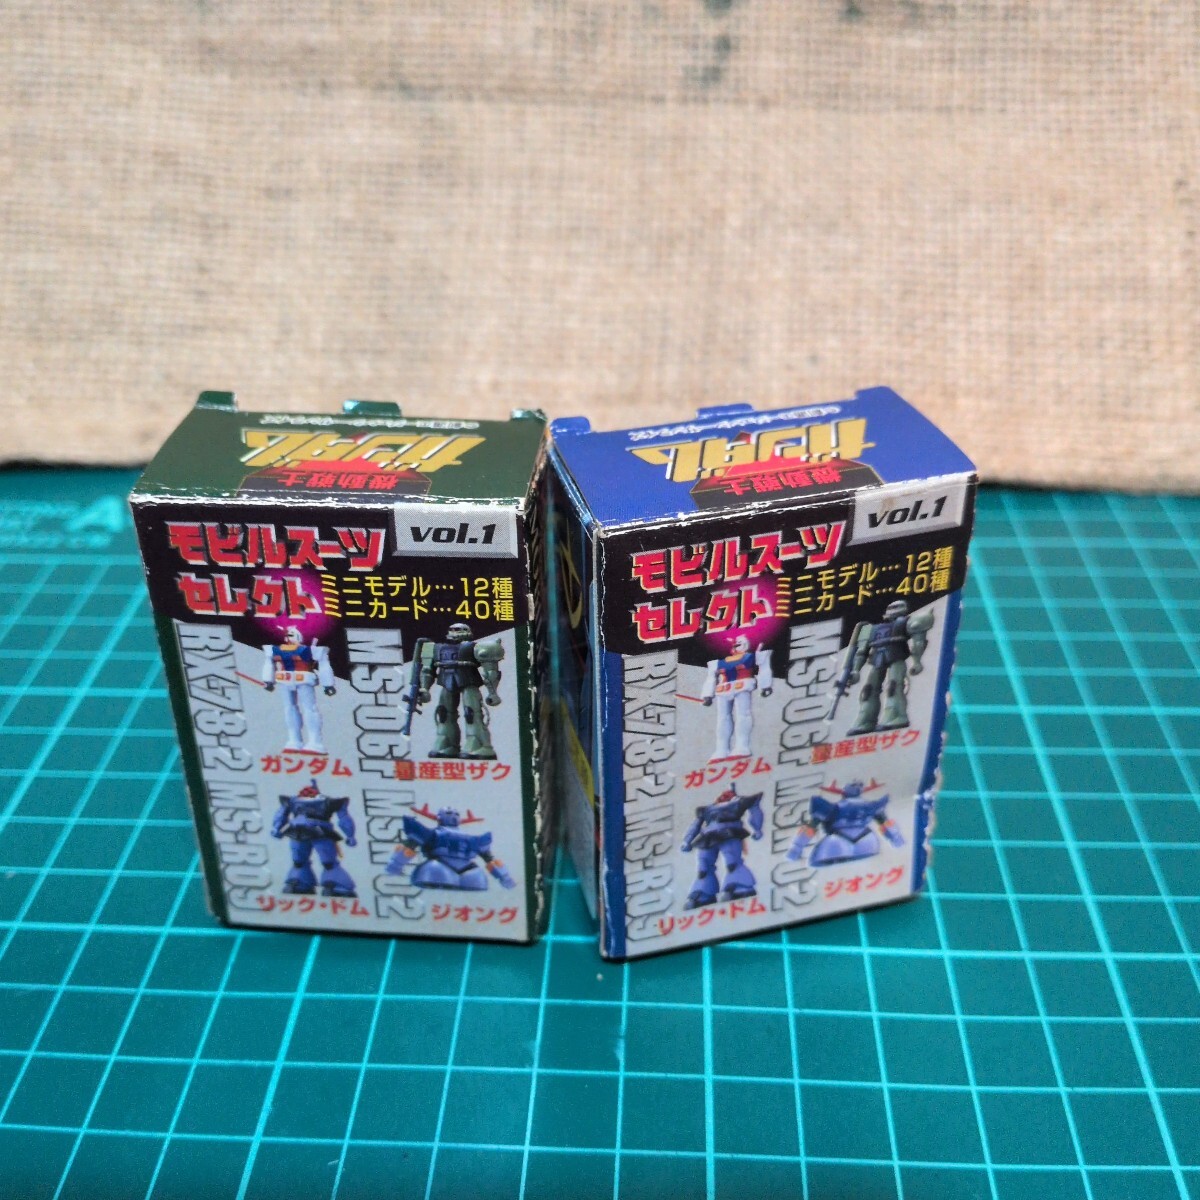 ガンダム
機動戦士
モビルスーツ
セレクト
vol.1
ミニモデル…12種
ミニカード…40種
RX-78-2
MS-06F
ガンダム
量産型ザク
MS-R09
MSN-02
リック・ドム
ジオング
ガンダム
機動戦士
モビルスーツ
セレクト
vol.1
ミニモデル…12種
ミニカード…40種
RX-78-2
MS-06F
ガンダム
量産型ザク
MS-R09
MSN-02
リック・ドム
ジオング